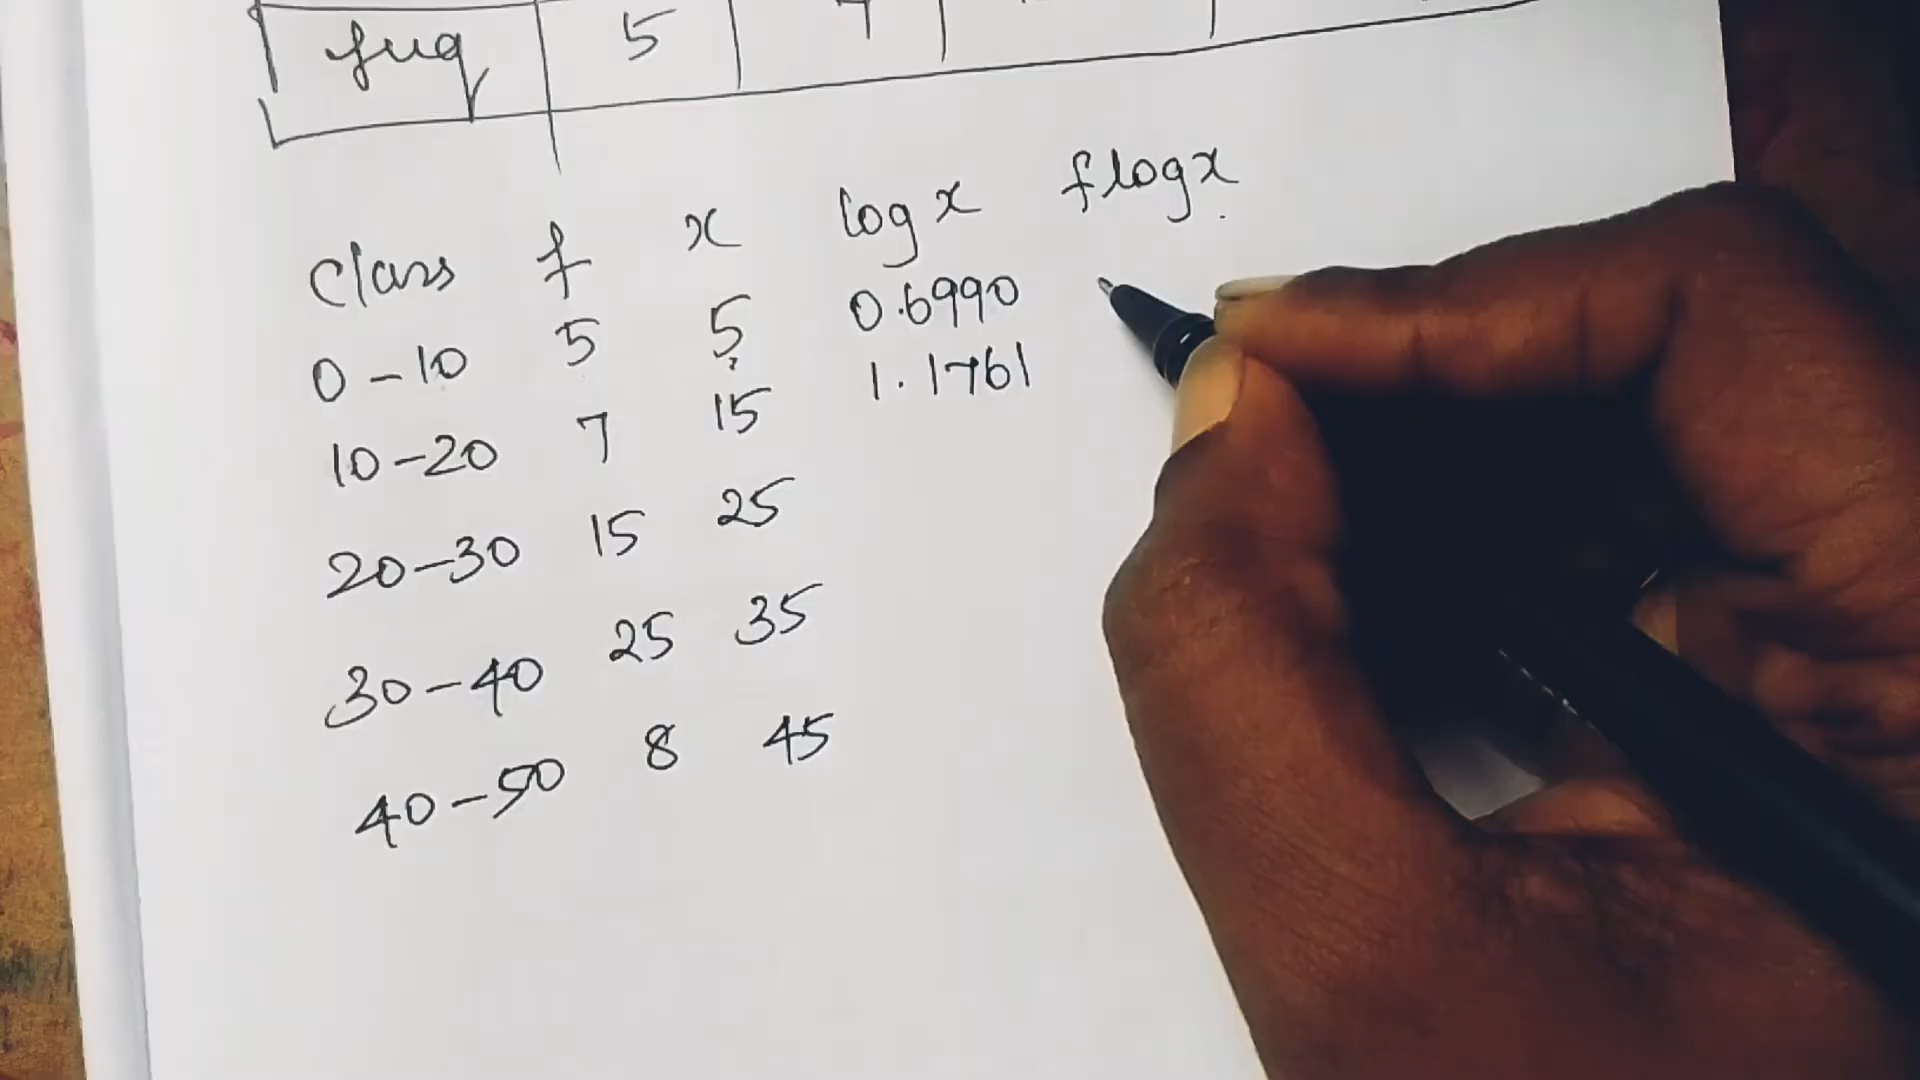 freq 5 7
Class f x log x f log x
0-10 5 5 0.6990
10-20 7 15 1.1761
20-30 15 25
30-40 25 35
40-50 8 45